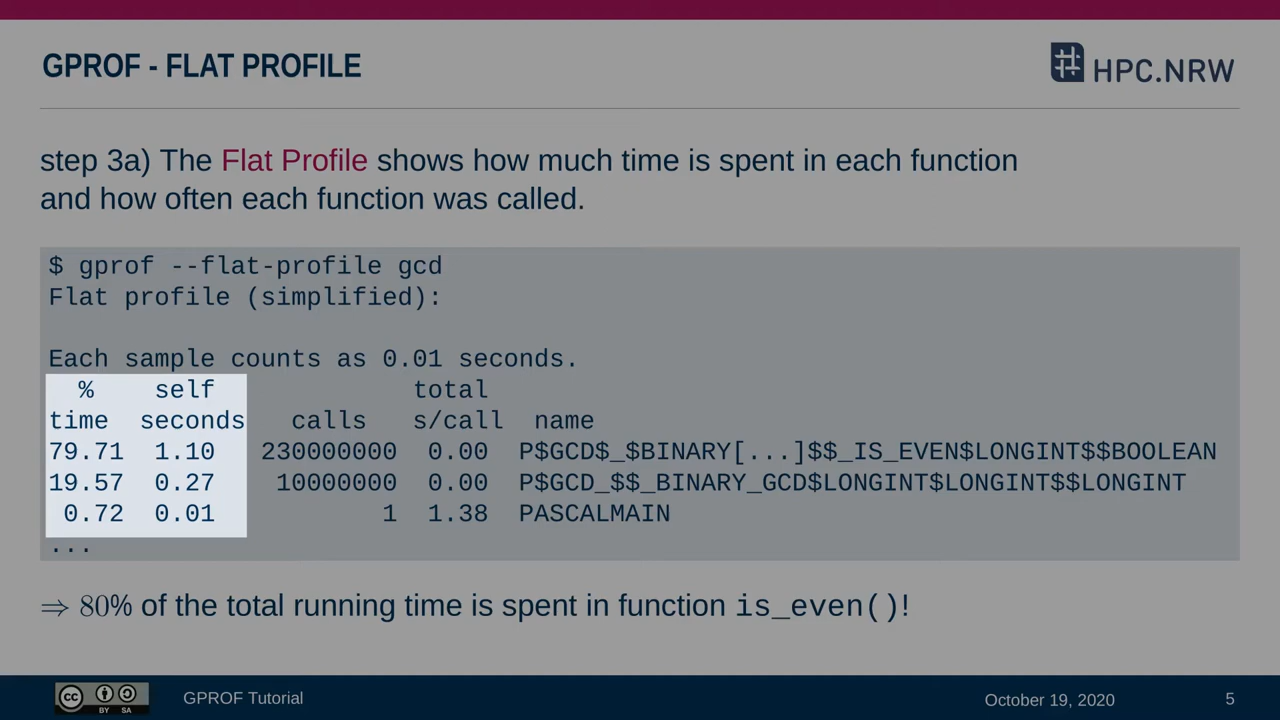 GPROF - FLAT PROFILE
HPC.NRW
step 3a) The Flat Profile shows how much time is spent in each function
and how often each function was called.
$ gprof --flat-profile gcd
Flat profile (simplified):
Each sample counts as 0.01 seconds.
% self total
time seconds calls s/call name
79.71 1.10 230000000 0.00 P$GCD$_$BINARY[...]$$_IS_EVEN$LONGINT$$BOOLEAN
19.57 0.27 10000000 0.00 P$GCD_$$_BINARY_GCD$LONGINT$LONGINT$$LONGINT
0.72 0.01 1 1.38 PASCALMAIN
...
⇒ 80% of the total running time is spent in function is_even()!
cc BY SA
GPROF Tutorial
October 19, 2020
5